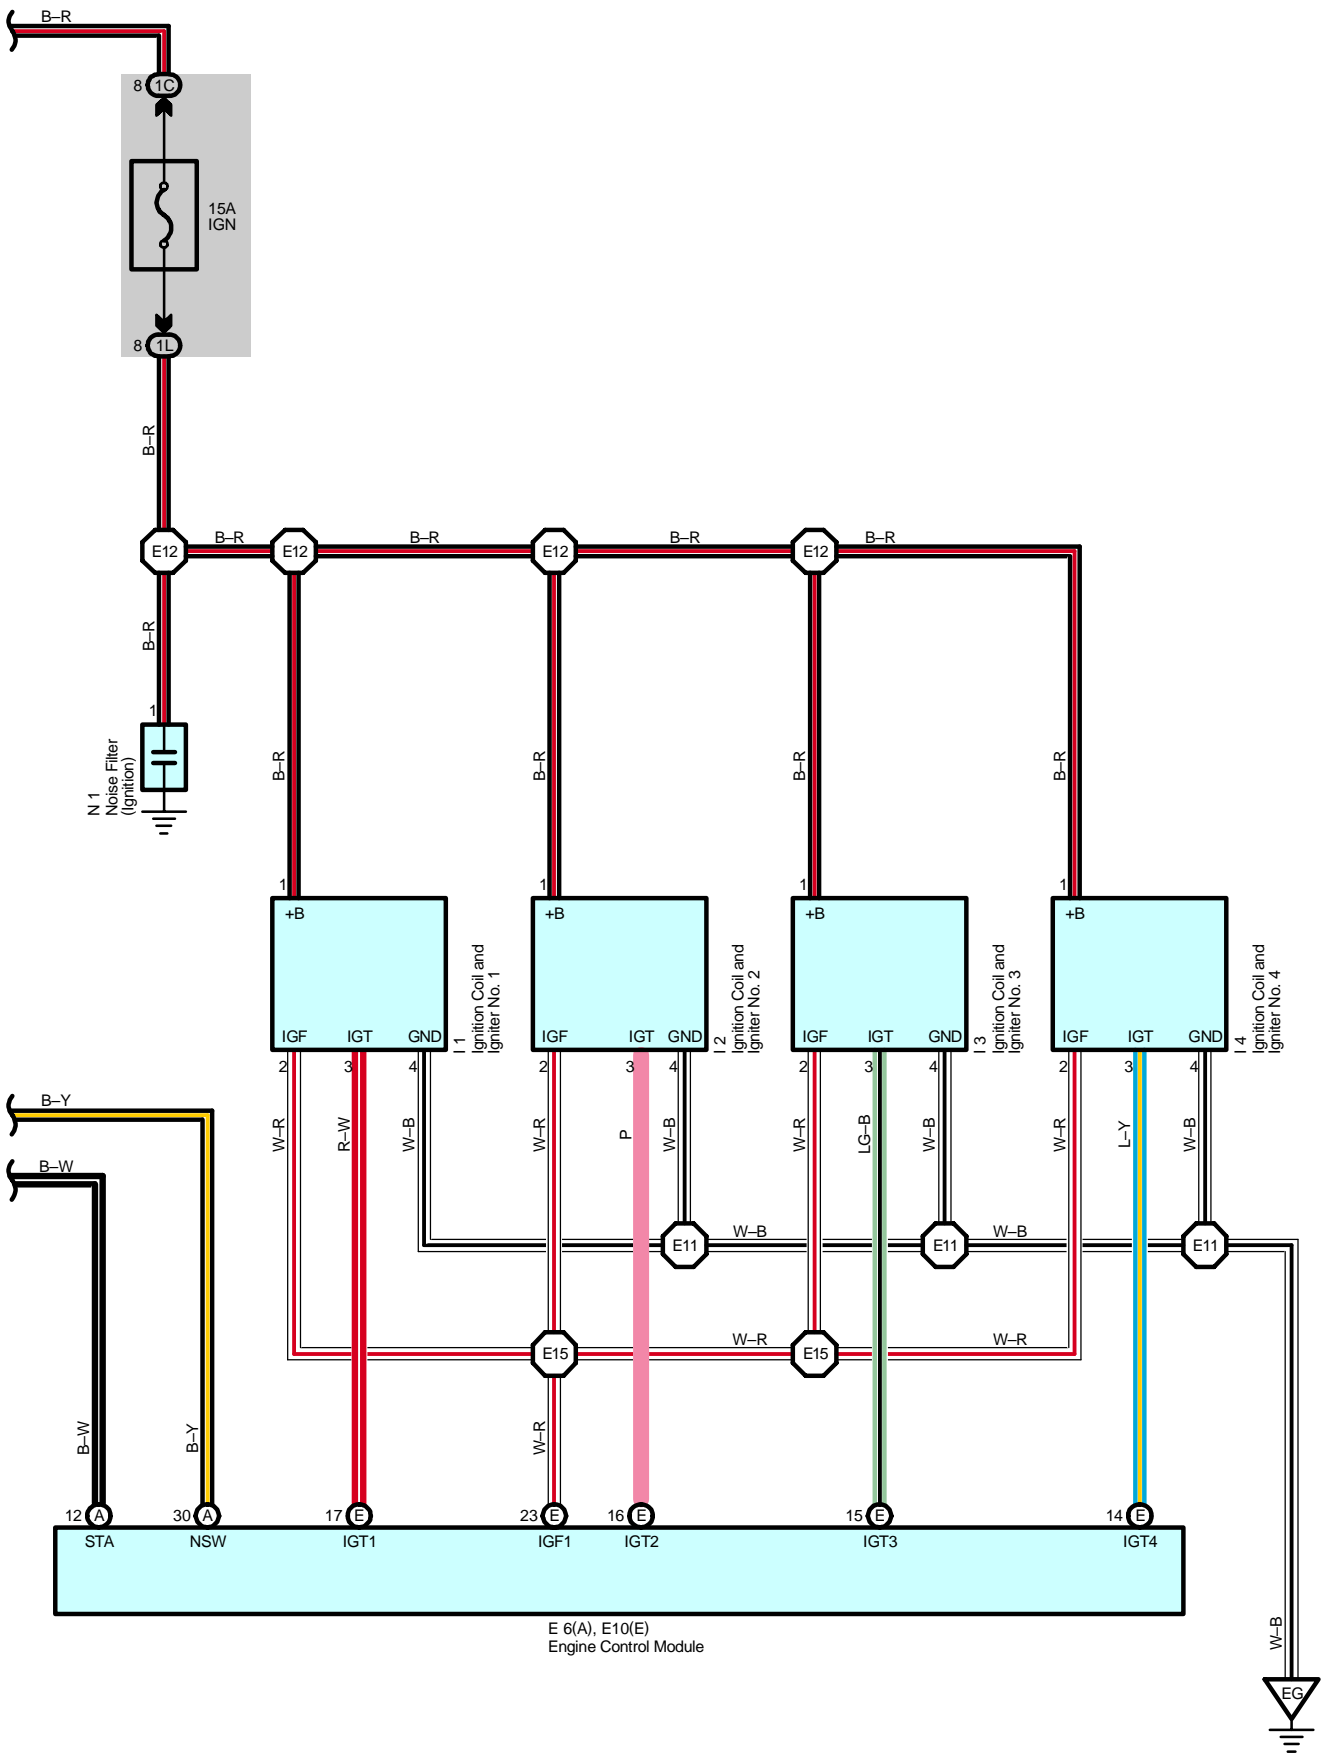 B–R
8 1C
15A
IGN
8 1L
B–R
E12 B–R E12 B–R E12 B–R E12 B–R
B–R
1
N 1
Noise Filter
(Ignition)
B–R B–R B–R B–R
1 1 1 1
+B +B +B +B
IGF IGT GND IGF IGT GND IGF IGT GND IGF IGT GND
I 1
Ignition Coil and
Igniter No. 1
I 2
Ignition Coil and
Igniter No. 2
I 3
Ignition Coil and
Igniter No. 3
I 4
Ignition Coil and
Igniter No. 4
2 3 4 2 3 4 2 3 4 2 3 4
B–Y
W–R R–W W–B W–R P W–B W–R LG–B W–B W–R L–Y W–B
B–W
E11 W–B E11 W–B E11
E15 W–R E15 W–R
B–W B–Y W–R
12 A 30 A 17 E 23 E 16 E 15 E 14 E
STA NSW IGT1 IGF1 IGT2 IGT3 IGT4
E 6(A), E10(E)
Engine Control Module
W–B
EG